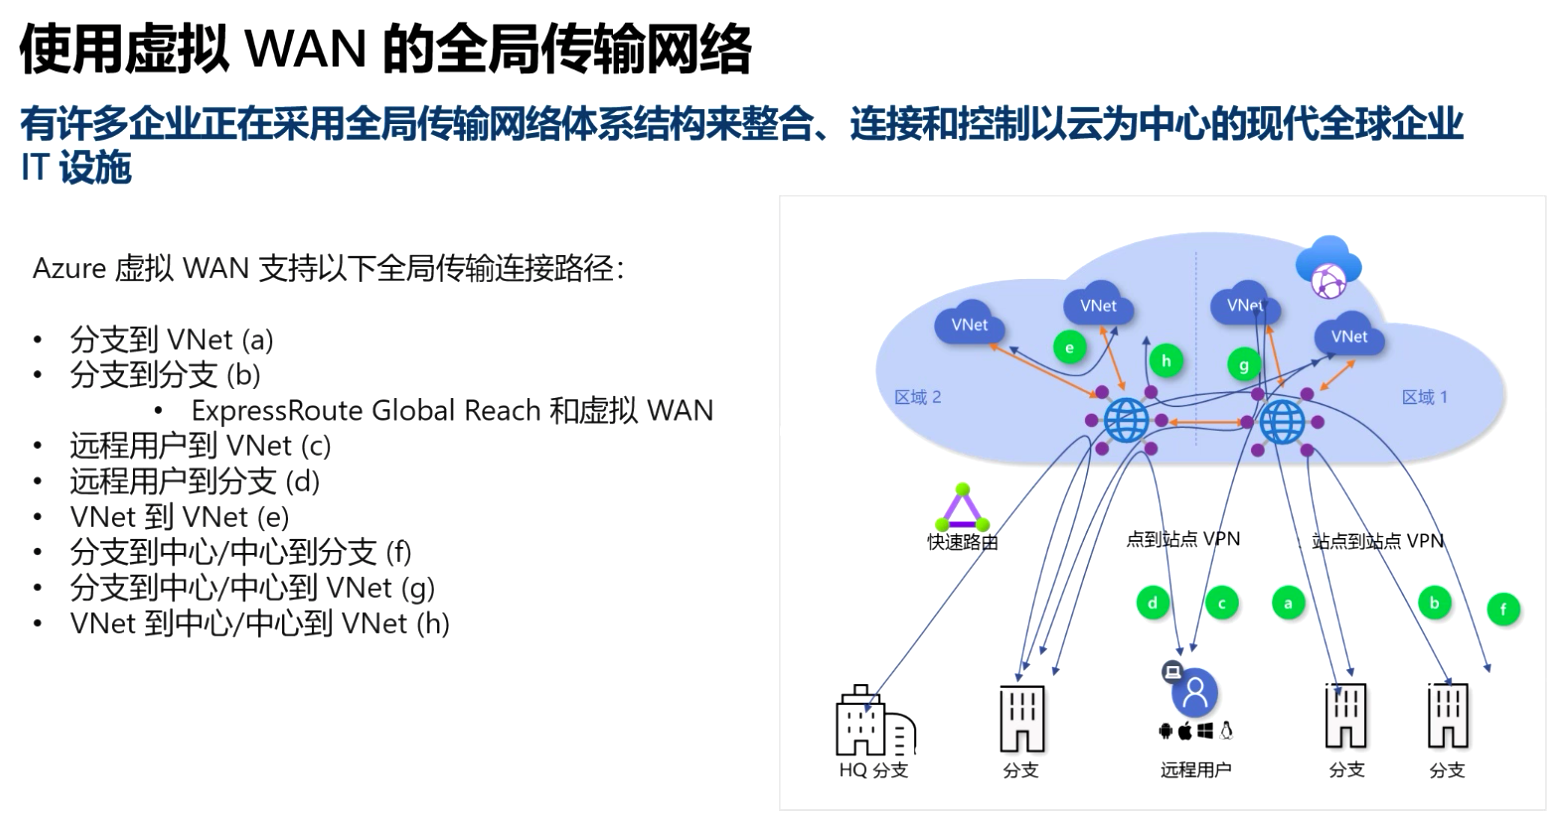 使用虚拟 WAN 的全局传输网络
有许多企业正在采用全局传输网络体系结构来整合、连接和控制以云为中心的现代全球企业
IT 设施
Azure 虚拟 WAN 支持以下全局传输连接路径：
• 分支到 VNet (a)
• 分支到分支 (b)
• ExpressRoute Global Reach 和虚拟 WAN
• 远程用户到 VNet (c)
• 远程用户到分支 (d)
• VNet 到 VNet (e)
• 分支到中心/中心到分支 (f)
• 分支到中心/中心到 VNet (g)
• VNet 到中心/中心到 VNet (h)
VNet
VNet
VNet
VNet
e
h
g
区域 2
区域 1
快速路由
点到站点 VPN
站点到站点 VPN
d
c
a
b
f
HQ 分支
分支
远程用户
分支
分支